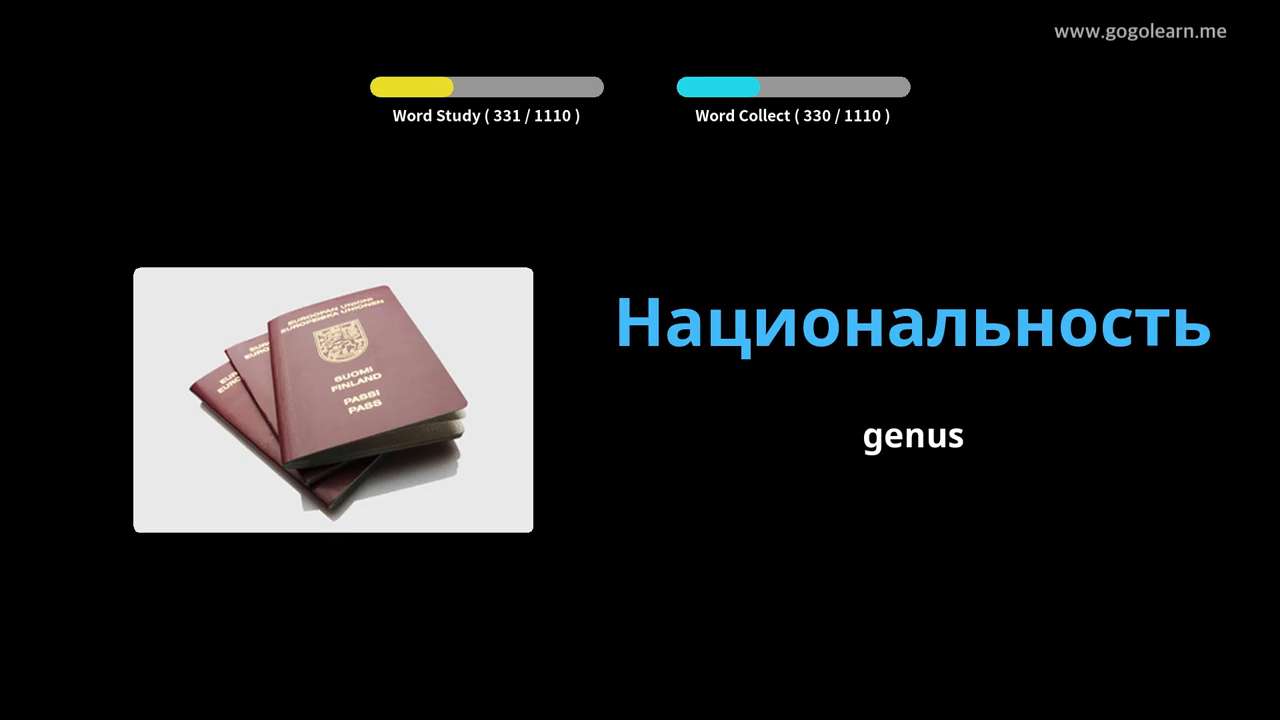 www.gogolearn.me
Word Study ( 331 / 1110 )
Word Collect ( 330 / 1110 )
Национальность
genus
EUROOPAN UNIONI
EUROPEISKA UNIONEN
SUOMI
FINLAND
PASSI
PASS